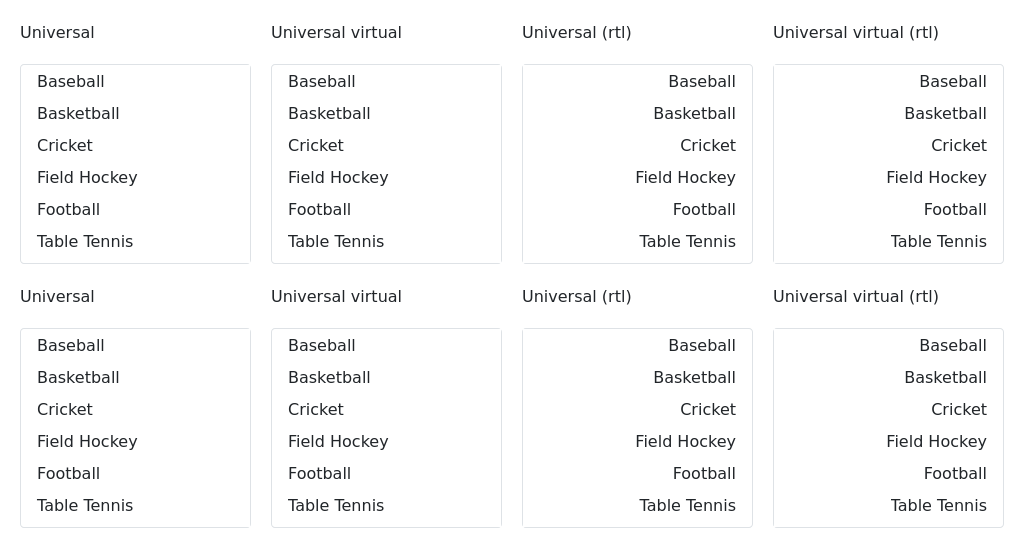 Universal
Baseball
Basketball
Cricket
Field Hockey
Football
Table Tennis
Universal virtual
Baseball
Basketball
Cricket
Field Hockey
Football
Table Tennis
Universal (rtl)
Baseball
Basketball
Cricket
Field Hockey
Football
Table Tennis
Universal virtual (rtl)
Baseball
Basketball
Cricket
Field Hockey
Football
Table Tennis
Universal
Baseball
Basketball
Cricket
Field Hockey
Football
Table Tennis
Universal virtual
Baseball
Basketball
Cricket
Field Hockey
Football
Table Tennis
Universal (rtl)
Baseball
Basketball
Cricket
Field Hockey
Football
Table Tennis
Universal virtual (rtl)
Baseball
Basketball
Cricket
Field Hockey
Football
Table Tennis